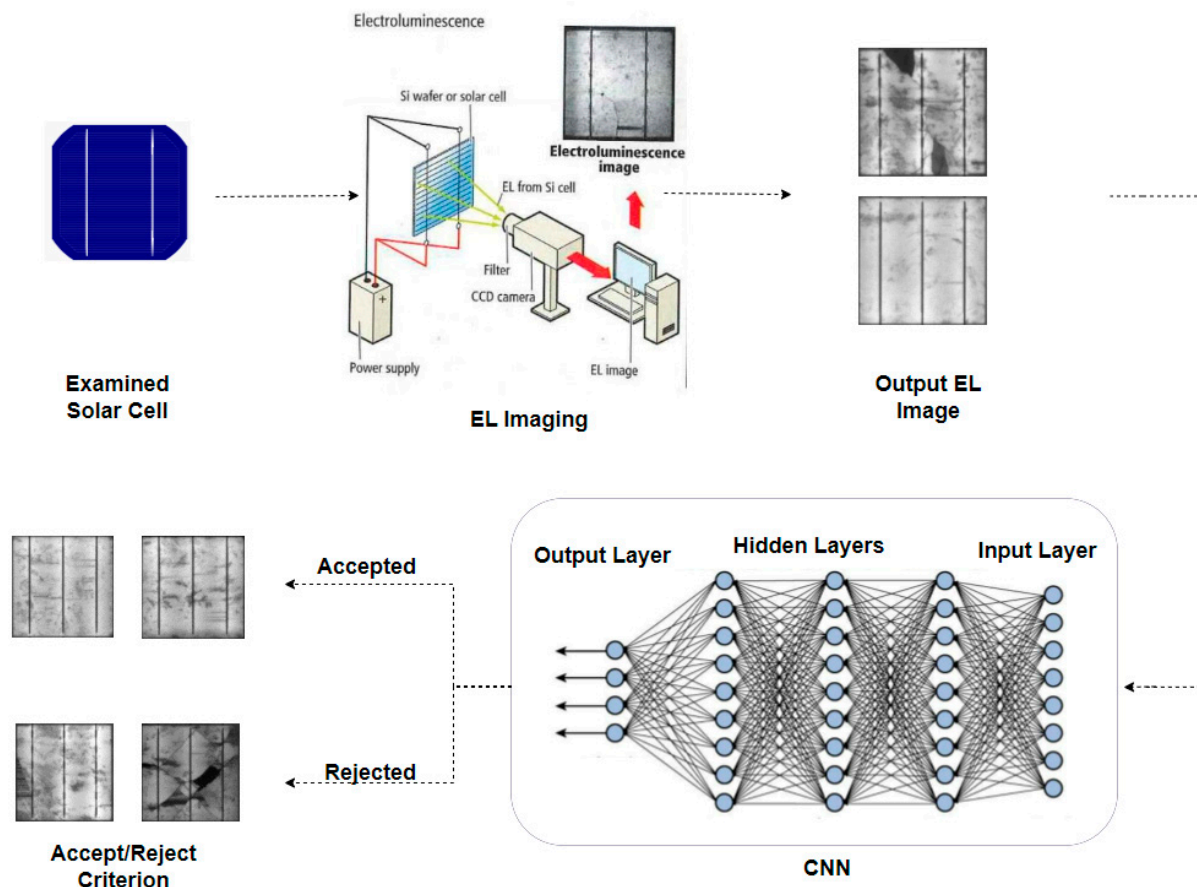 Electroluminescence
Si wafer or solar cell
Electroluminescence
image
EL from Si cell
Filter
CCD camera
+
Power supply
EL image
Examined
Solar Cell
EL Imaging
Output EL
Image
Accepted
Rejected
Accept/Reject
Criterion
Output Layer
Hidden Layers
Input Layer
CNN